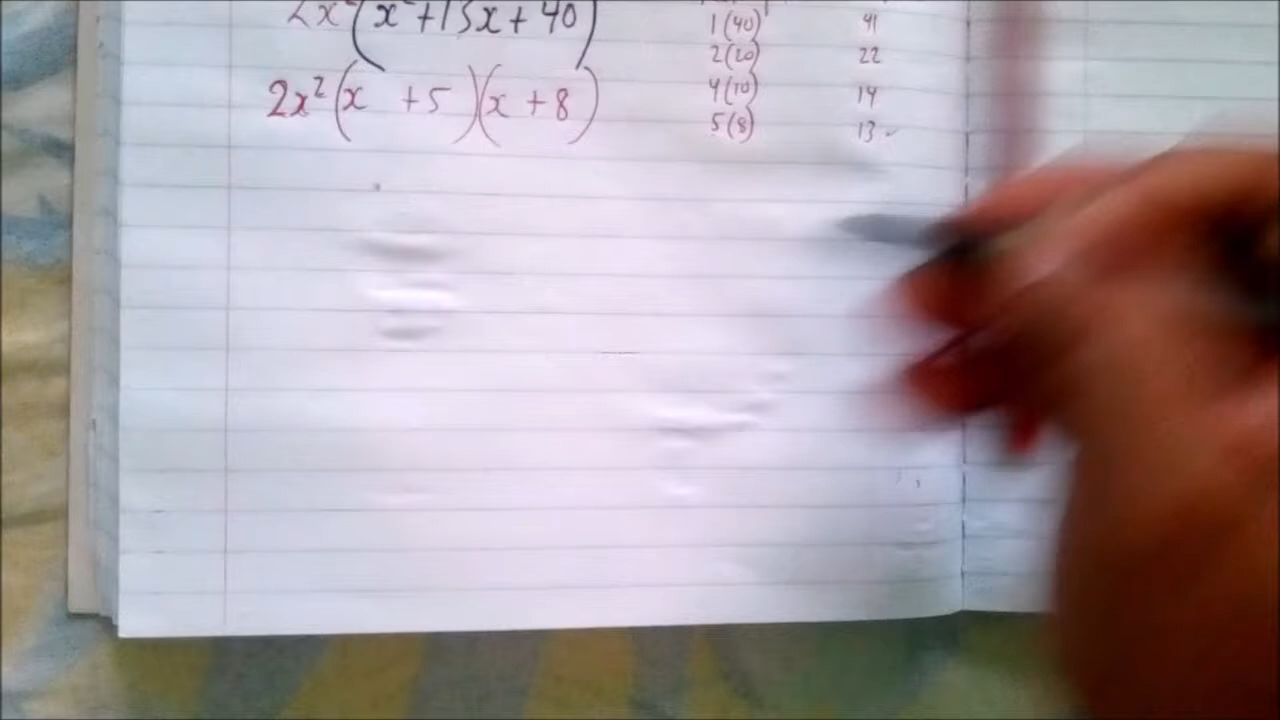 2x²(x²+13x+40)
2x²(x +5)(x +8)
1(40) 41
2(20) 22
4(10) 14
5(8) 13✓